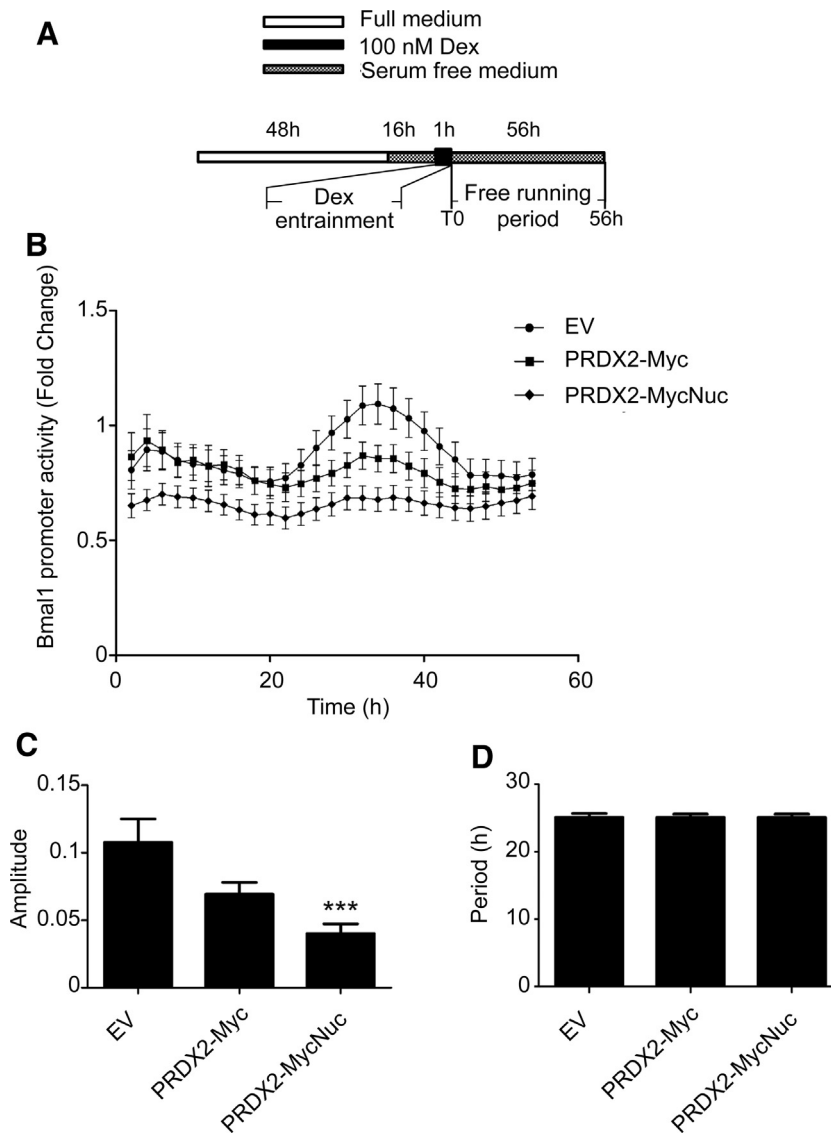 A
Full medium
100 nM Dex
Serum free medium
48h 16h 1h 56h
Dex entrainment
Free running period
T0 56h
B
Bmal1 promoter activity (Fold Change)
1.5
1
0.5
0
0 20 40 60
Time (h)
EV
PRDX2-Myc
PRDX2-MycNuc
C
Amplitude
0.15
0.1
0.05
0
***
EV
PRDX2-Myc
PRDX2-MycNuc
D
Period (h)
30
20
10
0
EV
PRDX2-Myc
PRDX2-MycNuc